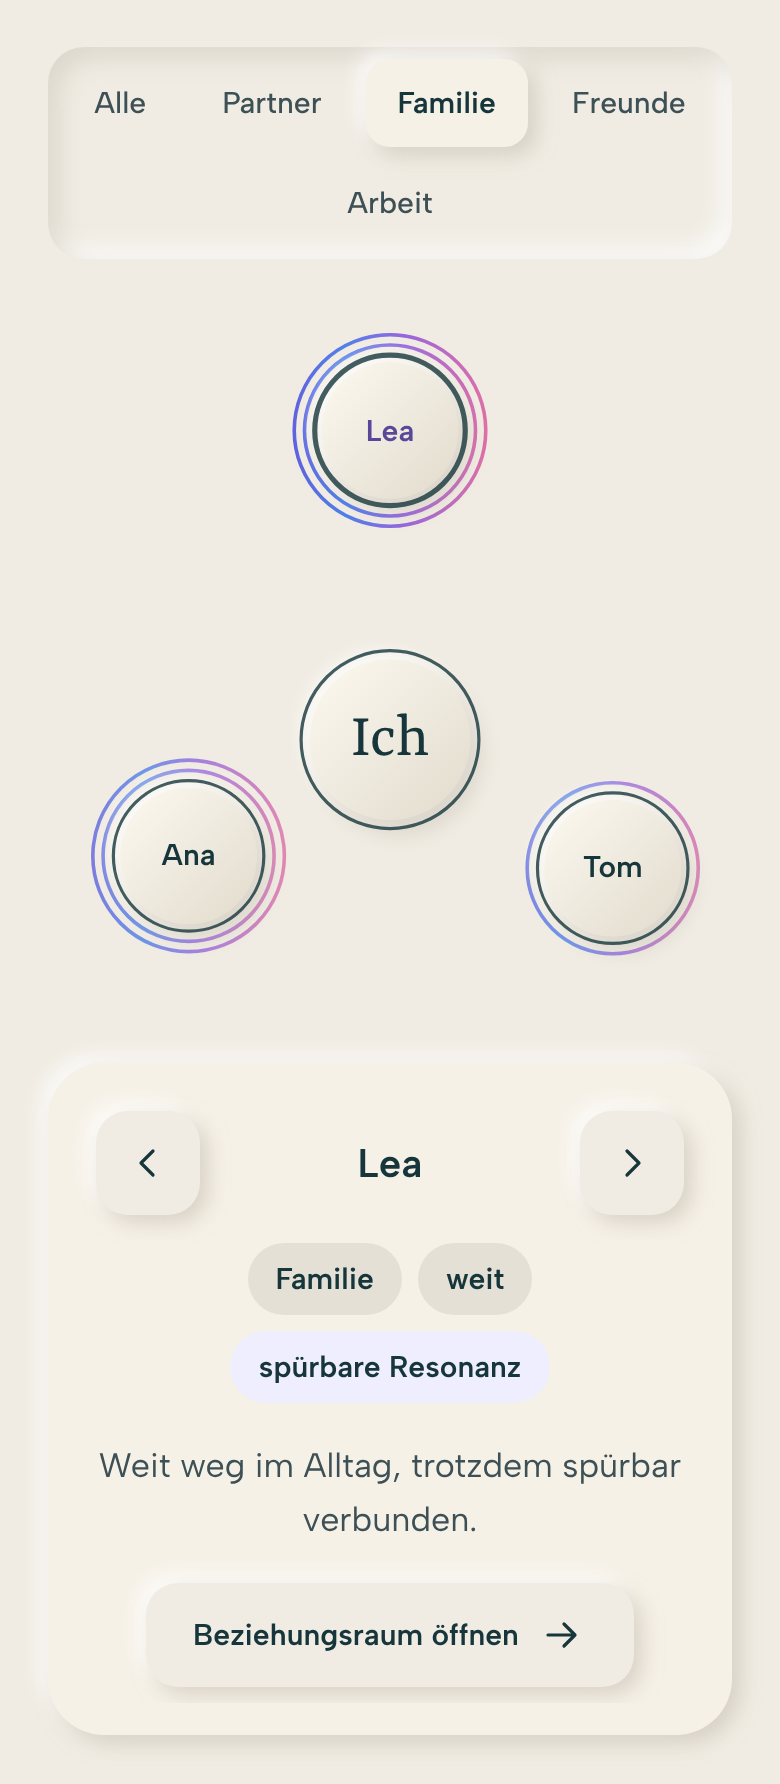 Alle Partner Familie Freunde
Arbeit
Lea
Ich
Ana
Tom
Lea
Familie weit
spürbare Resonanz
Weit weg im Alltag, trotzdem spürbar
verbunden.
Beziehungsraum öffnen